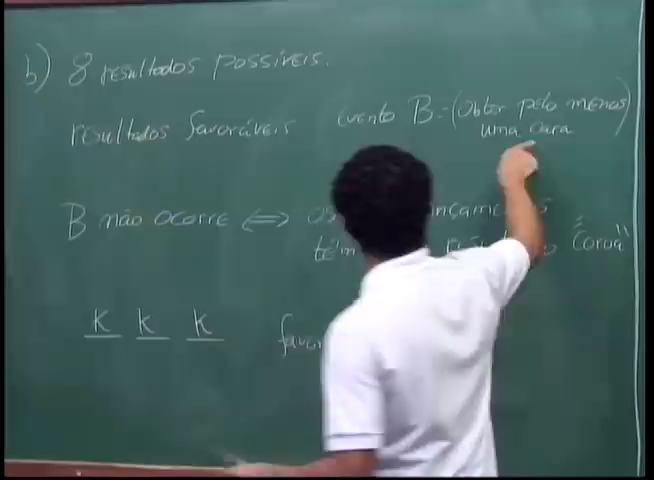 b) 8 resultados possíveis.
resultados favoráveis evento B=(Obter pelo menos
uma cara)
B não ocorre ⇔
têm "coroa"
K K K